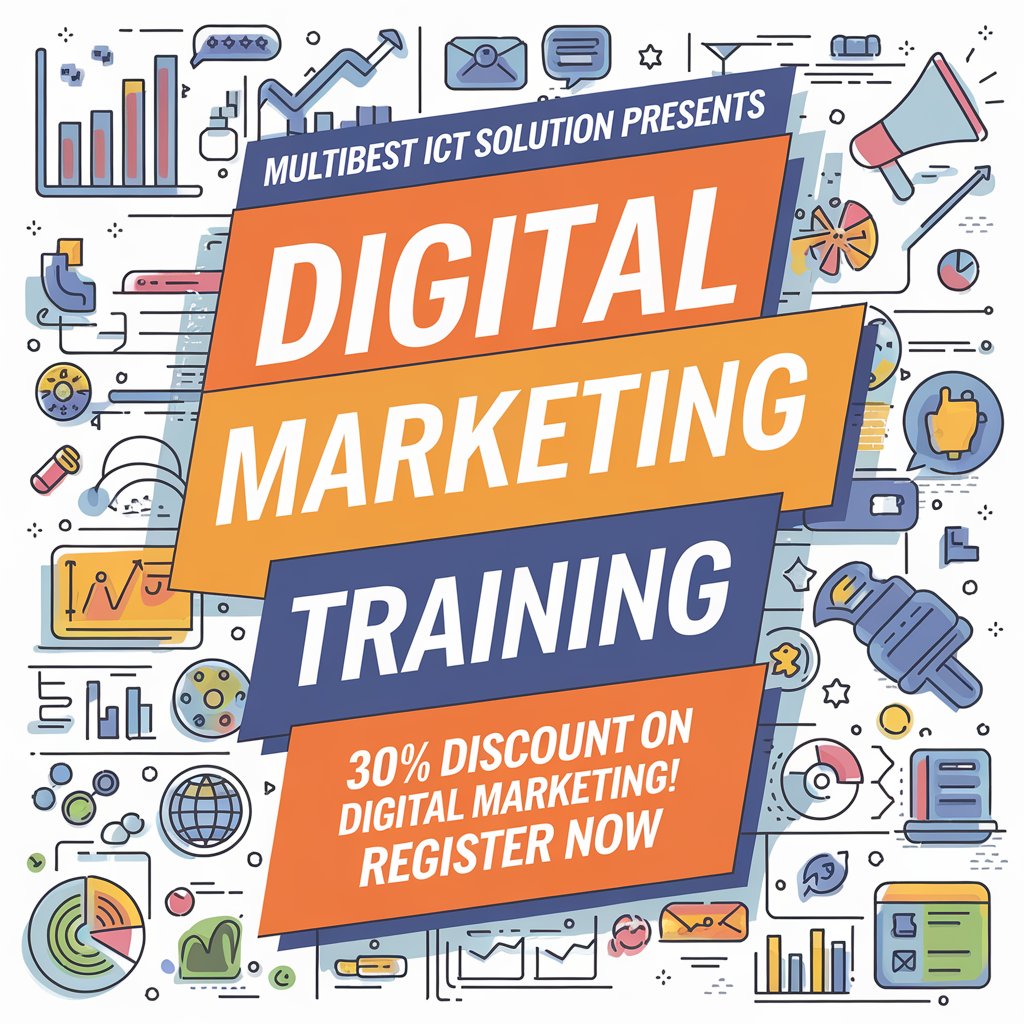 MULTIBEST ICT SOLUTION PRESENTS
DIGITAL
MARKETING
TRAINING
30% DISCOUNT ON
DIGITAL MARKETING!
REGISTER NOW